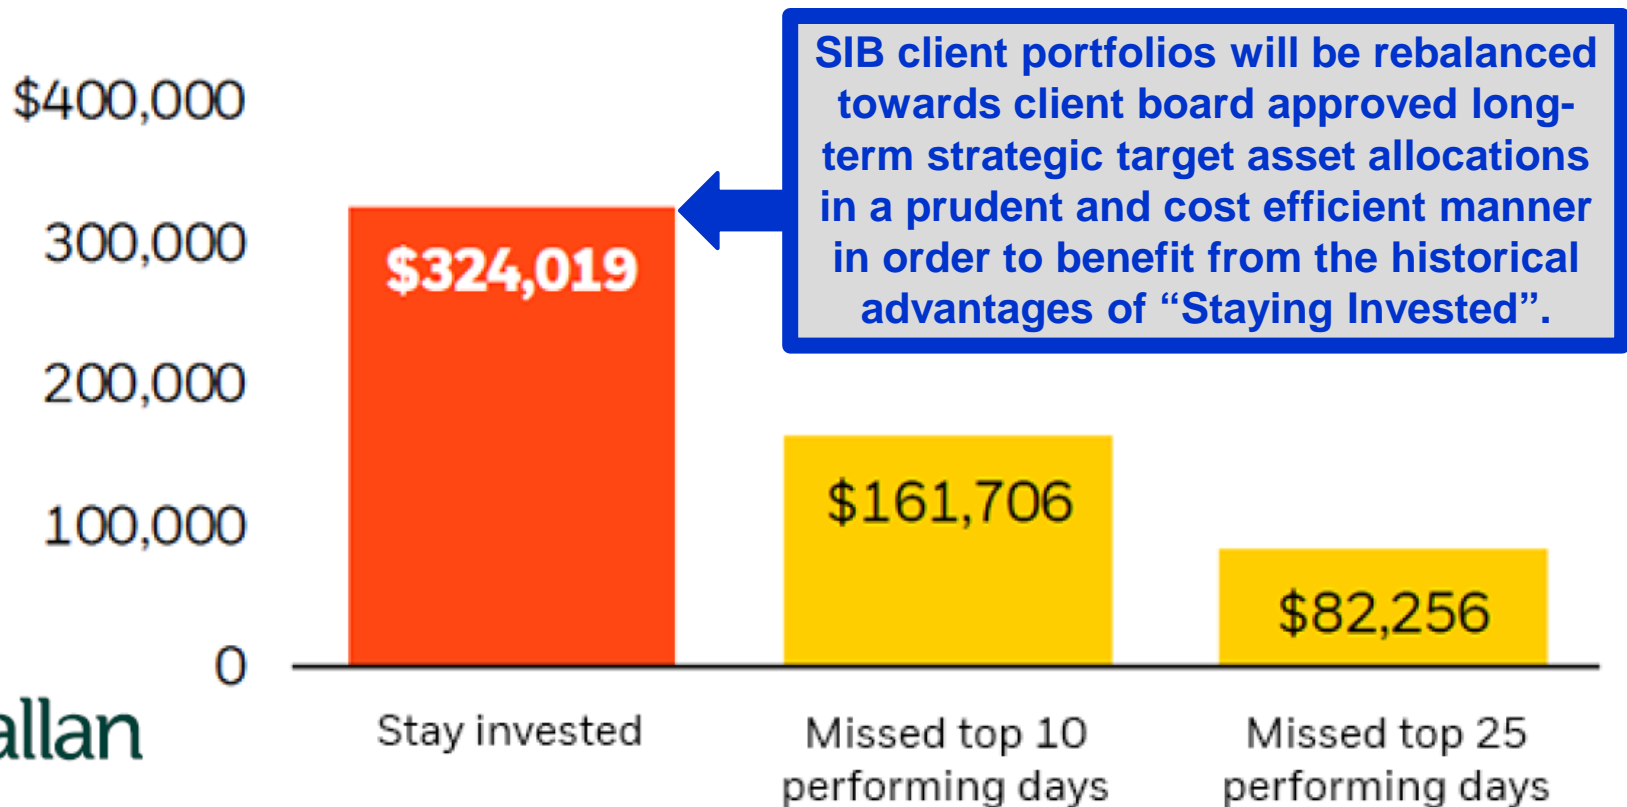 SIB client portfolios will be rebalanced
towards client board approved long-
term strategic target asset allocations
in a prudent and cost efficient manner
in order to benefit from the historical
advantages of “Staying Invested”.
$400,000
300,000
200,000
100,000
0
$324,019
$161,706
$82,256
Stay invested
Missed top 10
performing days
Missed top 25
performing days
allan